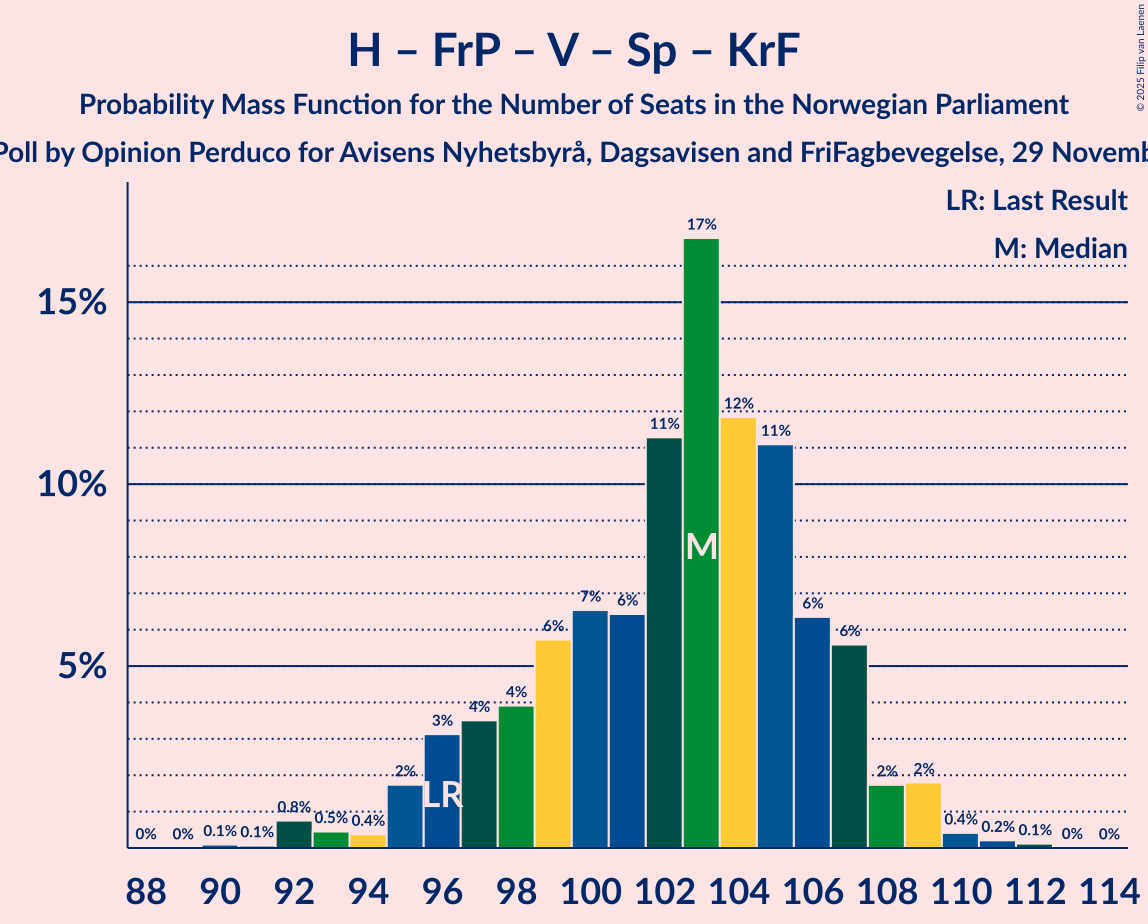 H – FrP – V – Sp – KrF
Probability Mass Function for the Number of Seats in the Norwegian Parliament
Poll by Opinion Perduco for Avisens Nyhetsbyrå, Dagsavisen and FriFagbevegelse, 29 Novemb
© 2025 Filip van Laenen
LR: Last Result
M: Median
15%
10%
5%
0% 0% 0.1% 0.1% 0.8% 0.5% 0.4% 2% 3% 4% 4% 6% 7% 6% 11% 17% 12% 11% 6% 6% 2% 2% 0.4% 0.2% 0.1% 0% 0%
LR
M
88 90 92 94 96 98 100 102 104 106 108 110 112 114